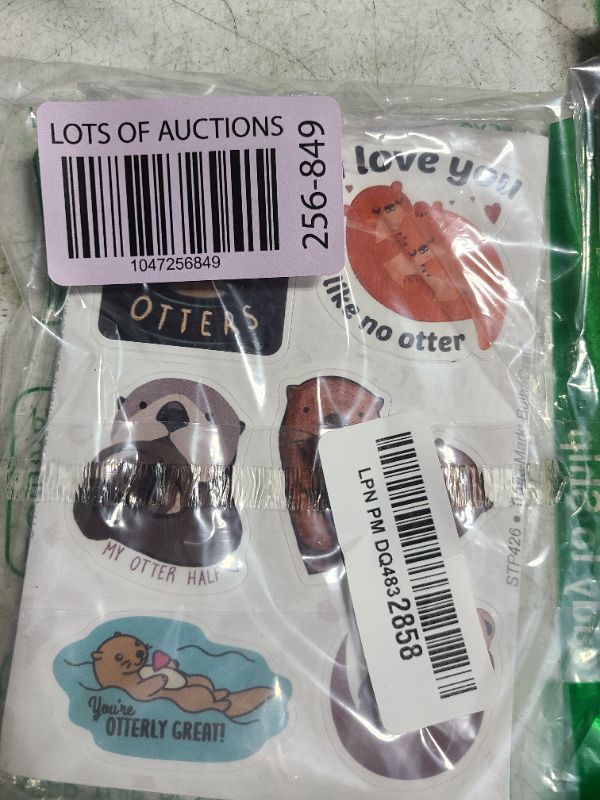 LOTS OF AUCTIONS
1047256849
256-849
love you
like no otter
OTTERS
MY OTTER HALF
LPN PM DQ4832858
STP426 •
You're
OTTERLY GREAT!